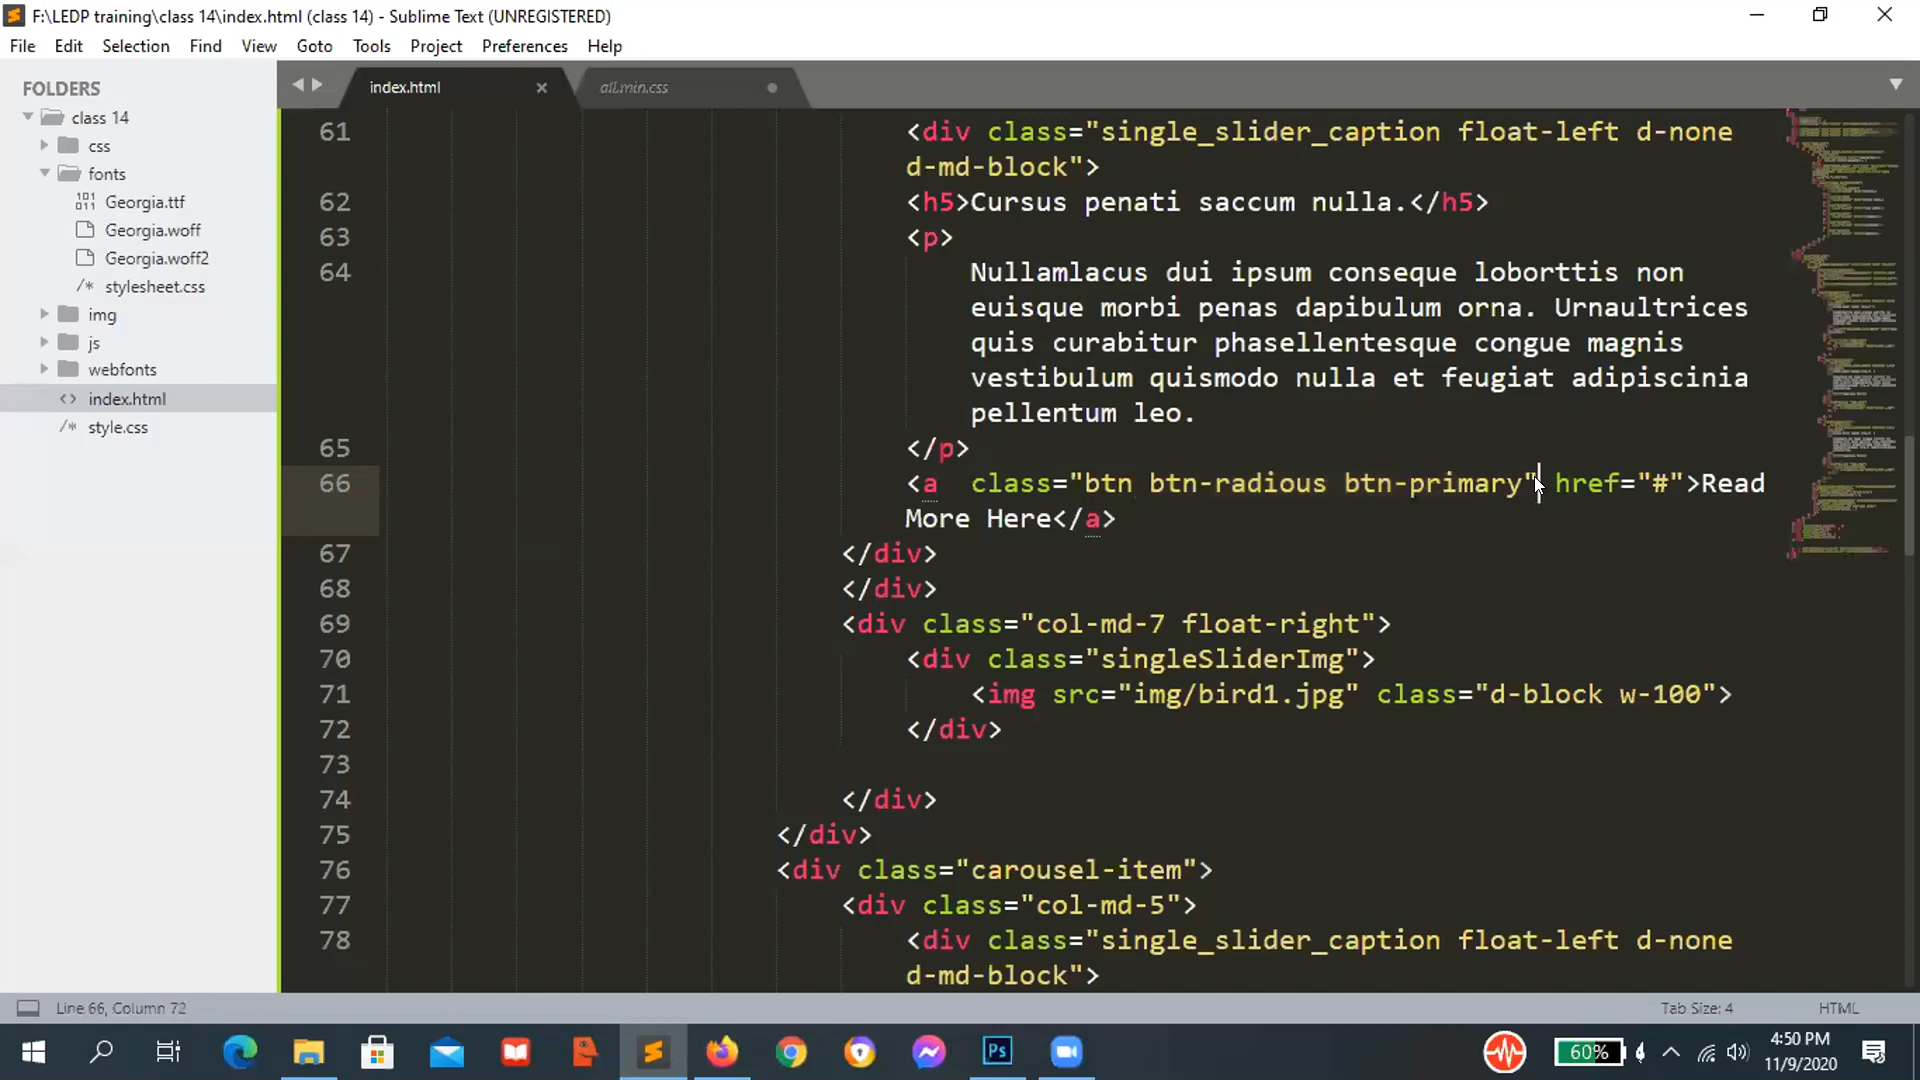 F:\LEDP training\class 14\index.html (class 14) - Sublime Text (UNREGISTERED)
File Edit Selection Find View Goto Tools Project Preferences Help
FOLDERS
class 14
css
fonts
Georgia.ttf
Georgia.woff
Georgia.woff2
/* stylesheet.css
img
js
webfonts
<> index.html
/* style.css
index.html × all.min.css
61 <div class="single_slider_caption float-left d-none
d-md-block">
62 <h5>Cursus penati saccum nulla.</h5>
63 <p>
64 Nullamlacus dui ipsum conseque loborttis non
euisque morbi penas dapibulum orna. Urnaultrices
quis curabitur phasellentesque congue magnis
vestibulum quismodo nulla et feugiat adipiscinia
pellentum leo.
65 </p>
66 <a  class="btn btn-radious btn-primary" href="#">Read
More Here</a>
67 </div>
68 </div>
69 <div class="col-md-7 float-right">
70 <div class="singleSliderImg">
71 <img src="img/bird1.jpg" class="d-block w-100">
72 </div>
73
74 </div>
75 </div>
76 <div class="carousel-item">
77 <div class="col-md-5">
78 <div class="single_slider_caption float-left d-none
d-md-block">
Line 66, Column 72 Tab Size: 4 HTML
Ps
60%
4:50 PM
11/9/2020